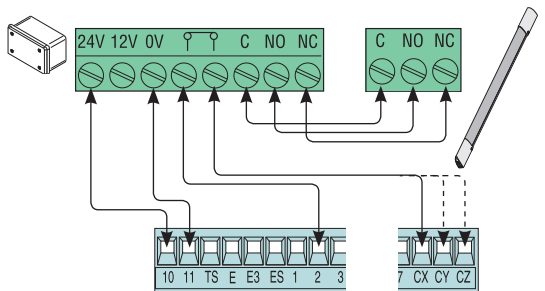 24V 12V 0V C NO NC
C NO NC
10 11 TS E E3 ES 1 2 3
7 CX CY CZ